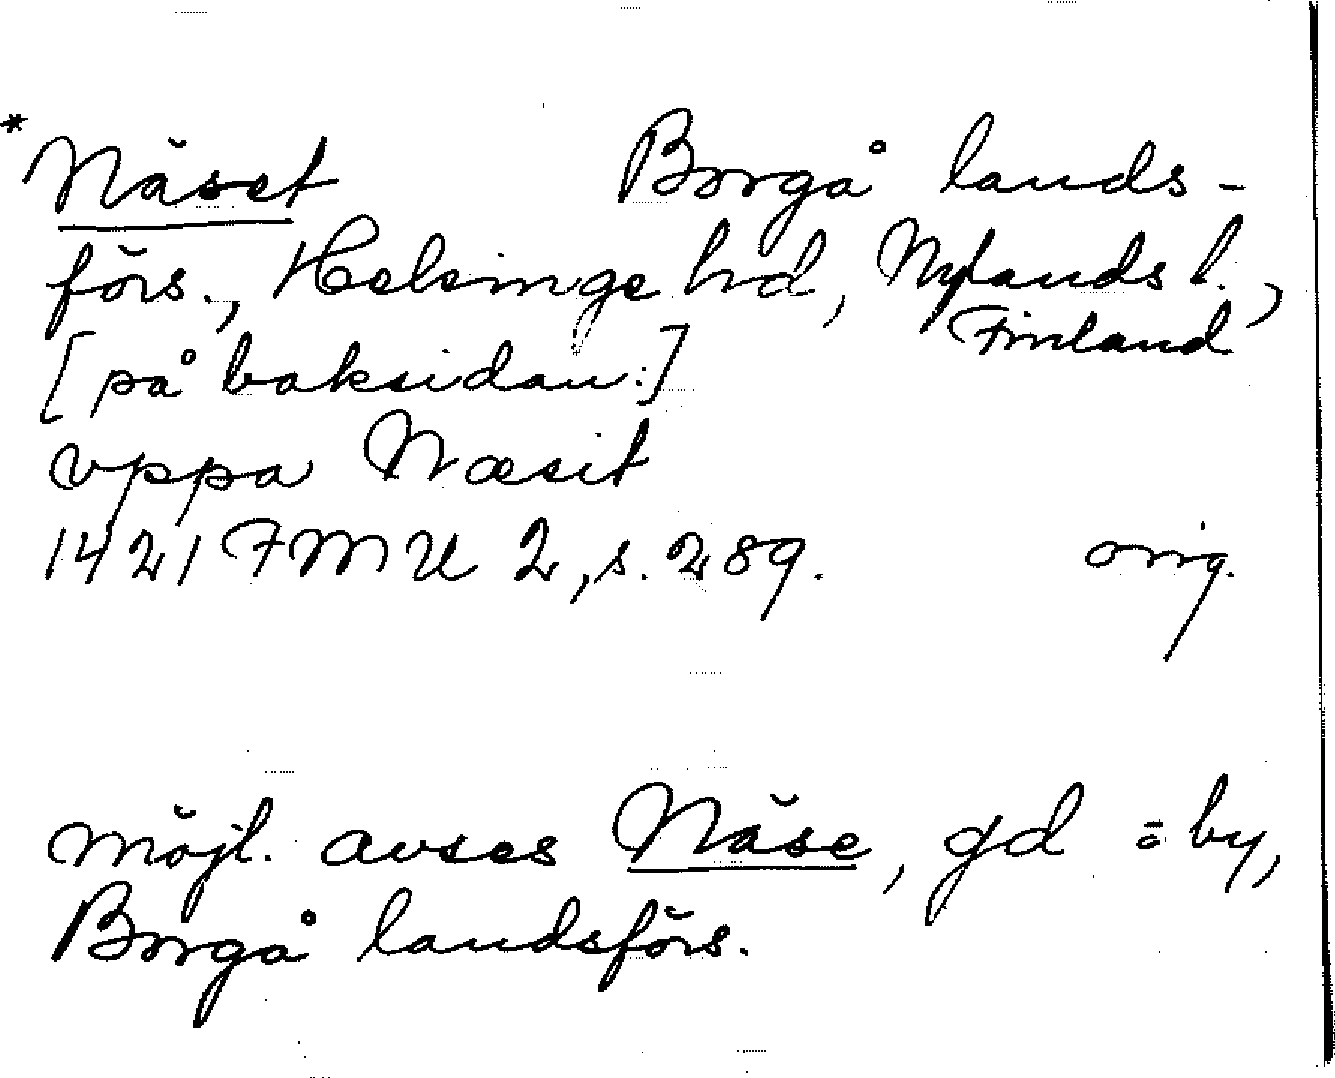 *Näset Borgå lands-
förs., Helsinge hd, Nylands l.,
Finland
[på baksidan:]
vppa Næsit
1421 FMU 2, s. 289. orig.
Möjl. avses Näse, gd o by,
Borgå landsförs.